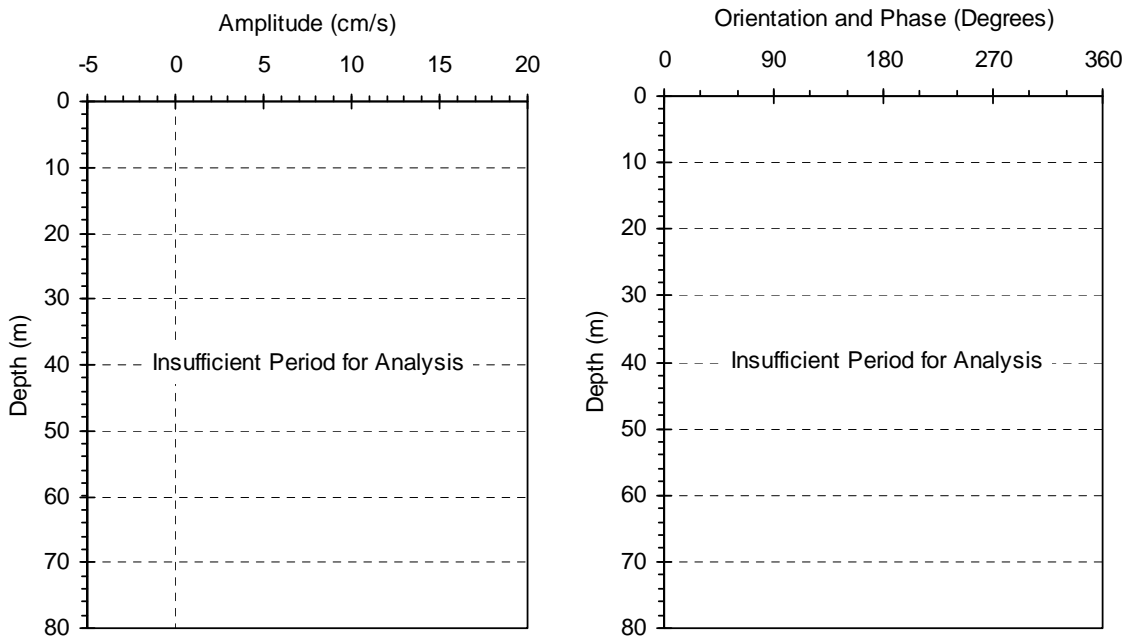 Amplitude (cm/s)
-5 0 5 10 15 20
0
10
20
30
40
50
60
70
80
Depth (m)
Insufficient Period for Analysis
Orientation and Phase (Degrees)
0 90 180 270 360
0
10
20
30
40
50
60
70
80
Depth (m)
Insufficient Period for Analysis